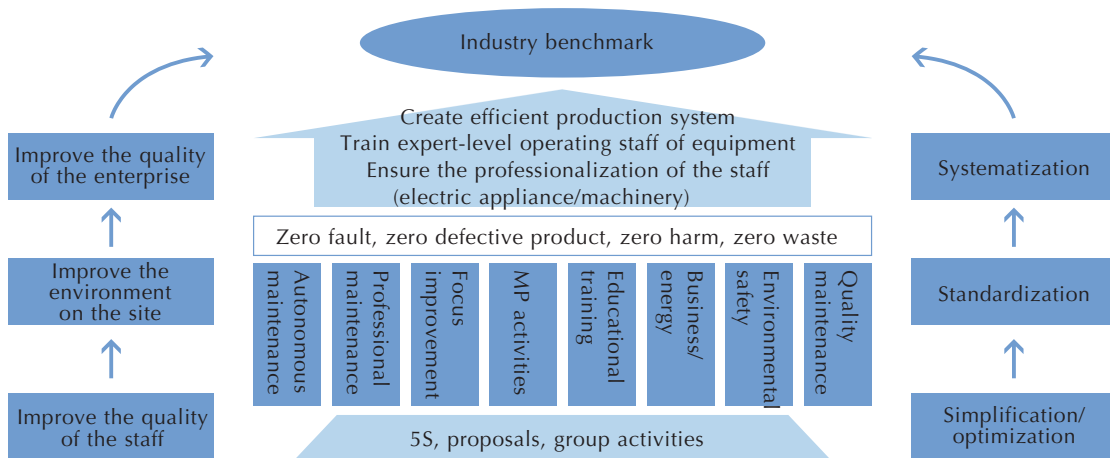 Industry benchmark
Create efficient production system
Train expert-level operating staff of equipment
Ensure the professionalization of the staff
(electric appliance/machinery)
Improve the quality
of the enterprise
Systematization
Zero fault, zero defective product, zero harm, zero waste
Improve the
environment
on the site
Autonomous
maintenance
Professional
maintenance
Focus
improvement
MP activities
Educational
training
Business/
energy
Environmental
safety
Quality
maintenance
Standardization
Improve the quality
of the staff
5S, proposals, group activities
Simplification/
optimization